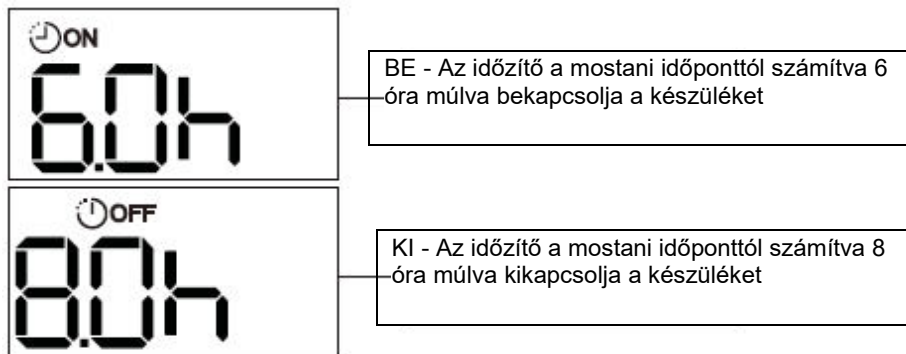 ON
6.0h
BE - Az időzítő a mostani időponttól számítva 6
óra múlva bekapcsolja a készüléket
OFF
8.0h
KI - Az időzítő a mostani időponttól számítva 8
óra múlva kikapcsolja a készüléket